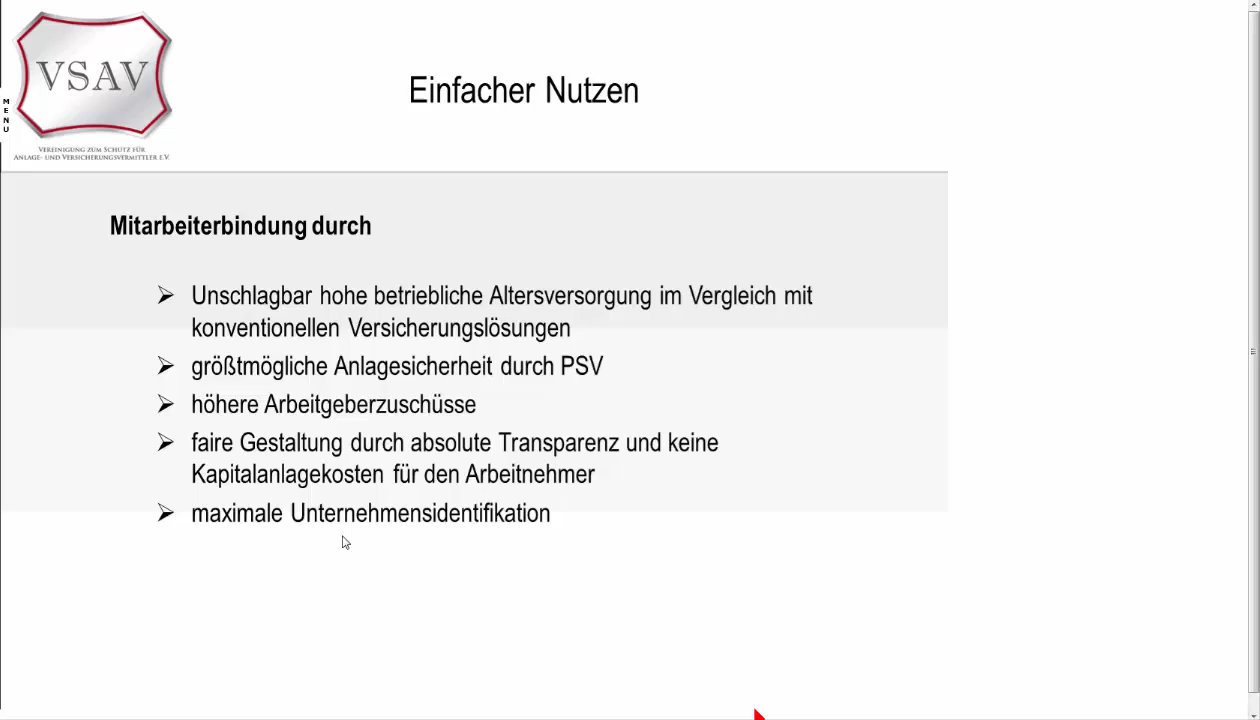 VSAV
VEREINIGUNG ZUM SCHUTZ FÜR
ANLAGE- UND VERSICHERUNGSVERMITTLER E.V.
MENU
Einfacher Nutzen
Mitarbeiterbindung durch
Unschlagbar hohe betriebliche Altersversorgung im Vergleich mit
konventionellen Versicherungslösungen
größtmögliche Anlagesicherheit durch PSV
höhere Arbeitgeberzuschüsse
faire Gestaltung durch absolute Transparenz und keine
Kapitalanlagekosten für den Arbeitnehmer
maximale Unternehmensidentifikation